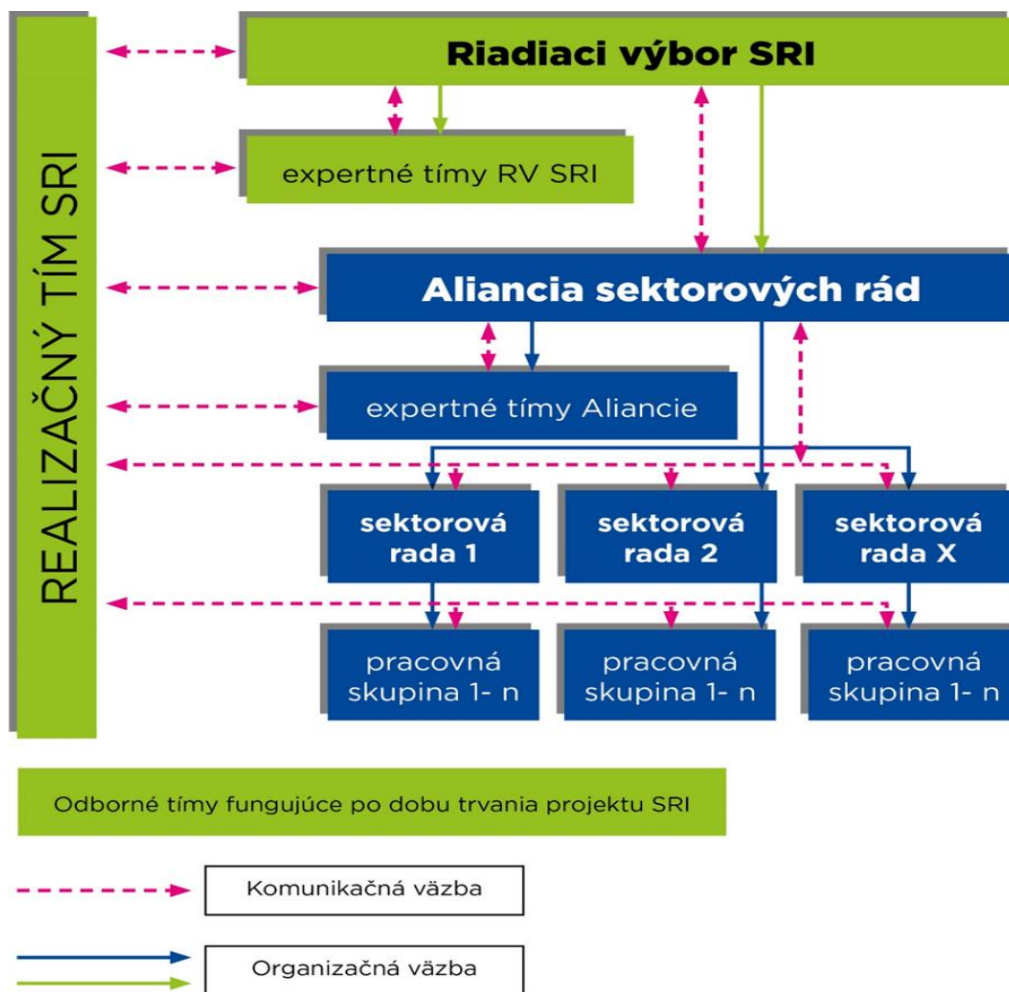 REALIZAČNÝ TÍM SRI
Riadiaci výbor SRI
expertné tímy RV SRI
Aliancia sektorových rád
expertné tímy Aliancie
sektorová
rada 1
sektorová
rada 2
sektorová
rada X
pracovná
skupina 1- n
pracovná
skupina 1- n
pracovná
skupina 1- n
Odborné tímy fungujúce po dobu trvania projektu SRI
Komunikačná väzba
Organizačná väzba